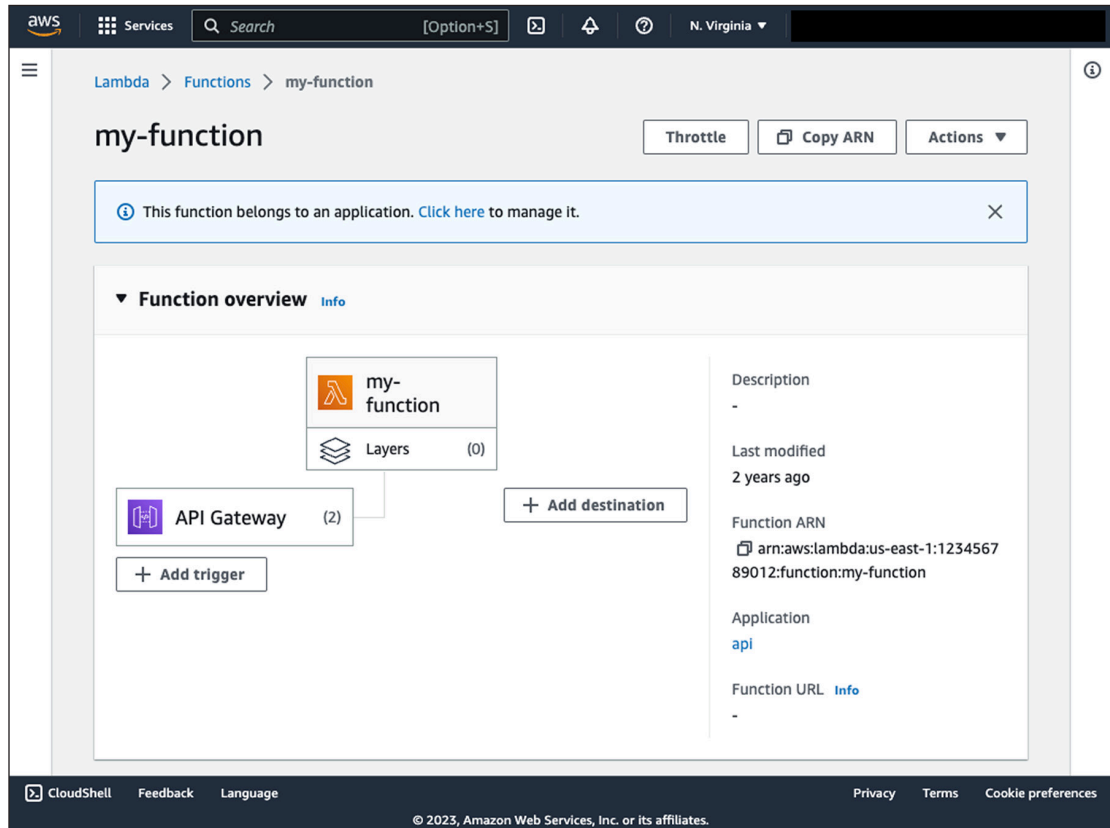 aws
Services
Search [Option+S]
N. Virginia
Lambda > Functions > my-function
my-function
Throttle
Copy ARN
Actions
This function belongs to an application. Click here to manage it.
Function overview Info
my-
function
Layers (0)
API Gateway (2)
+ Add trigger
+ Add destination
Description
-
Last modified
2 years ago
Function ARN
arn:aws:lambda:us-east-1:1234567
89012:function:my-function
Application
api
Function URL Info
-
CloudShell Feedback Language Privacy Terms Cookie preferences
© 2023, Amazon Web Services, Inc. or its affiliates.